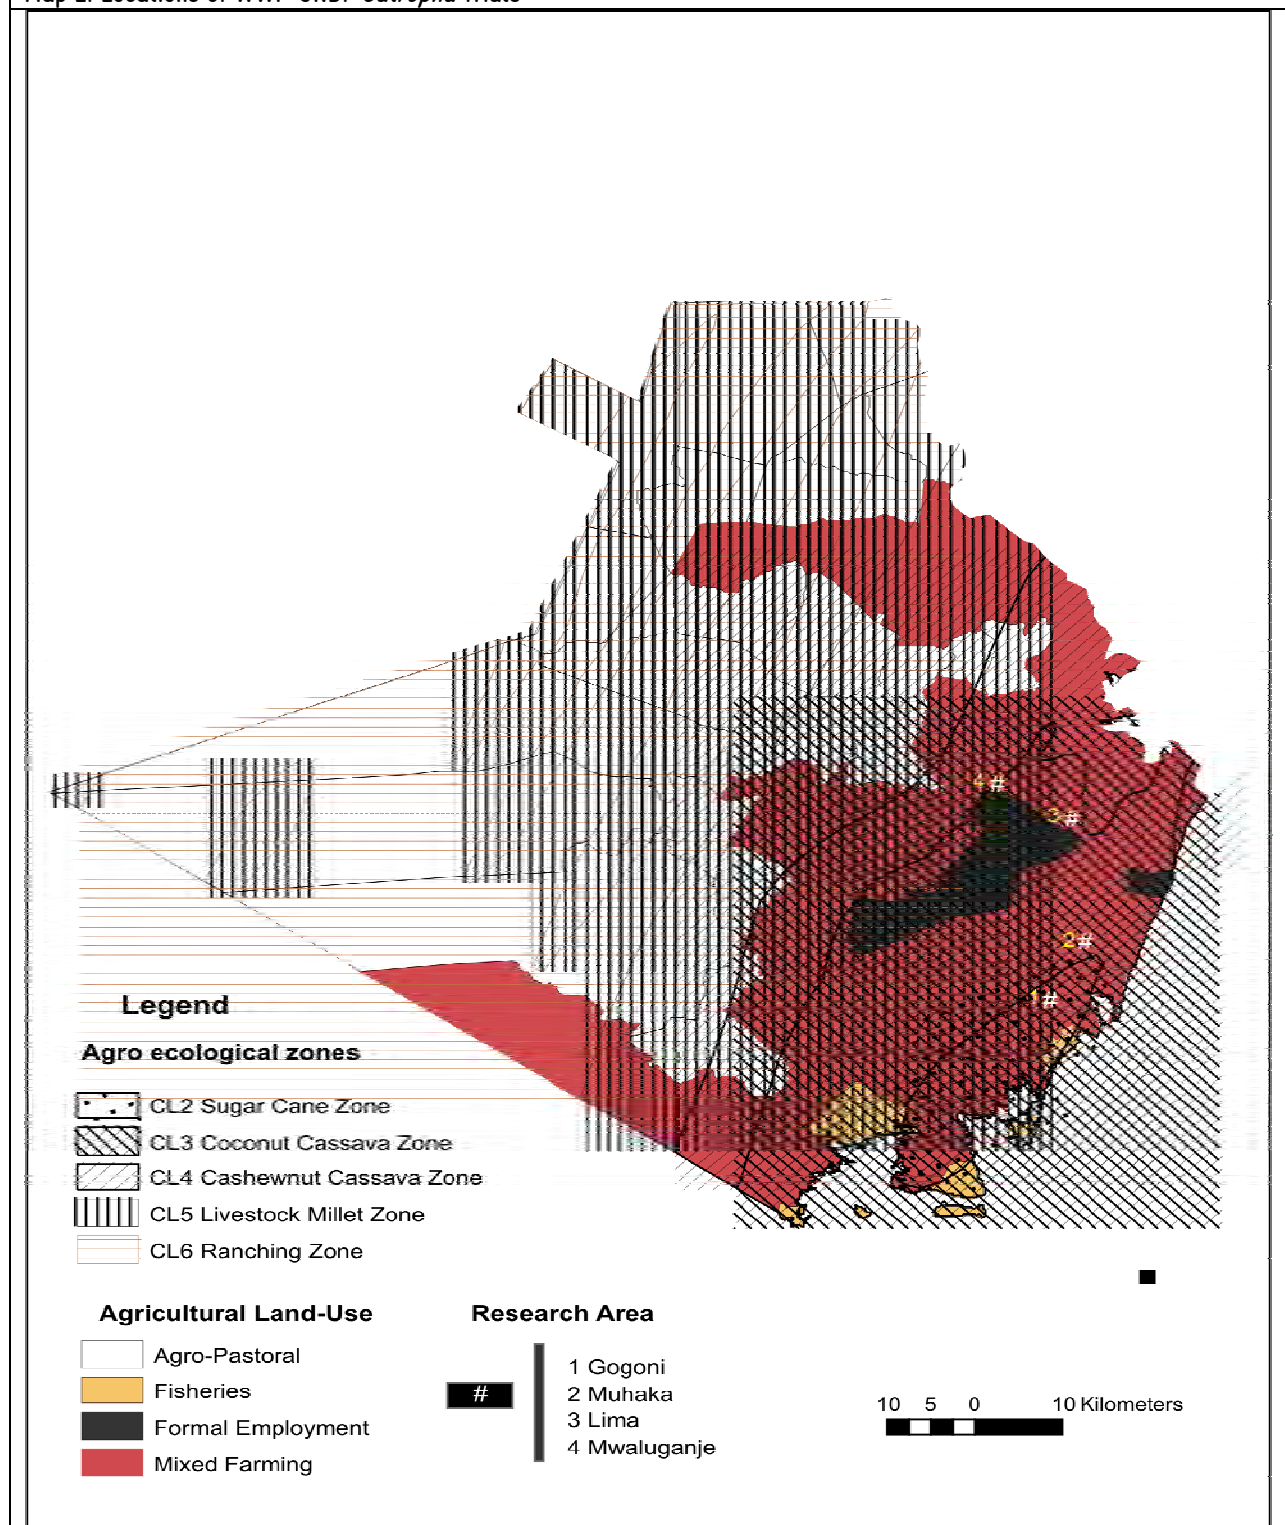 4#
3#
2#
1#
Legend
Agro ecological zones
CL2 Sugar Cane Zone
CL3 Coconut Cassava Zone
CL4 Cashewnut Cassava Zone
CL5 Livestock Millet Zone
CL6 Ranching Zone
Agricultural Land-Use
Agro-Pastoral
Fisheries
Formal Employment
Mixed Farming
Research Area
#
1 Gogoni
2 Muhaka
3 Lima
4 Mwaluganje
10 5 0 10 Kilometers